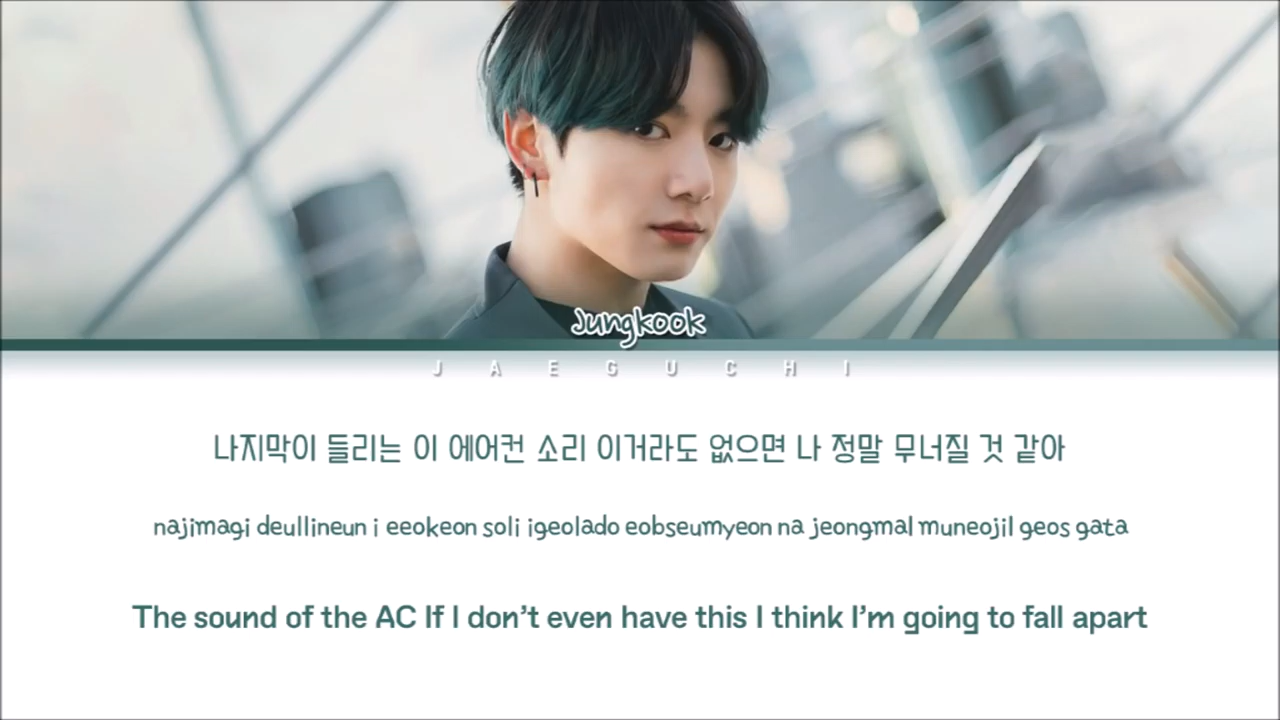 Jungkook
JAEGUCHI
나지막이 들리는 이 에어컨 소리 이거라도 없으면 나 정말 무너질 것 같아
najimagi deullineun i eeokeon soli igeolado eobseumyeon na jeongmal muneojil geos gata
The sound of the AC If I don’t even have this I think I’m going to fall apart